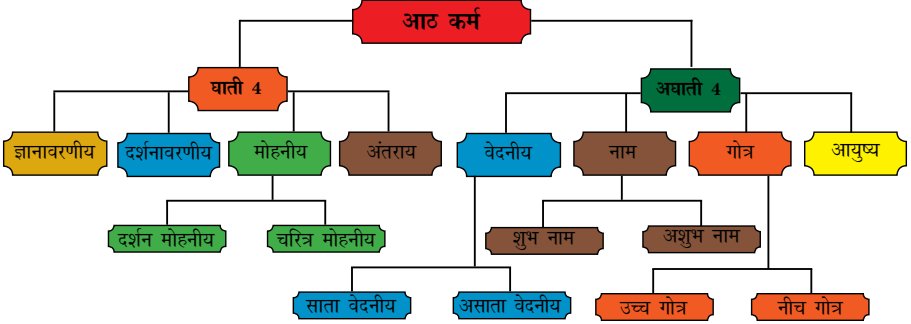 आठ कर्म
घाती 4
अघाती 4
ज्ञानावरणीय
दर्शनावरणीय
मोहनीय
अंतराय
वेदनीय
नाम
गोत्र
आयुष्य
दर्शन मोहनीय
चरित्र मोहनीय
शुभ नाम
अशुभ नाम
साता वेदनीय
असाता वेदनीय
उच्च गोत्र
नीच गोत्र